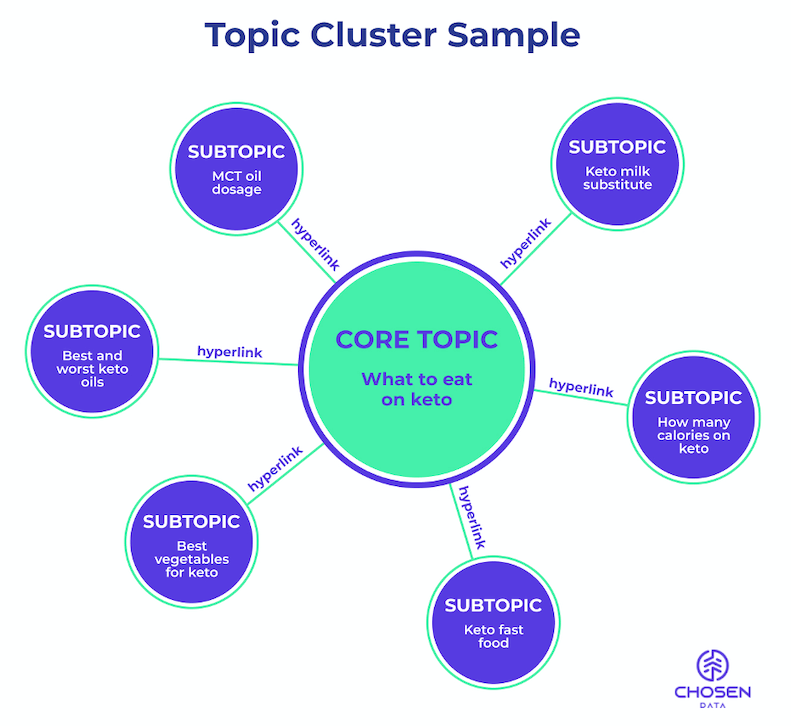 Topic Cluster Sample
SUBTOPIC
MCT oil
dosage
SUBTOPIC
Keto milk
substitute
hyperlink
hyperlink
SUBTOPIC
Best and
worst keto
oils
hyperlink
CORE TOPIC
What to eat
on keto
hyperlink
SUBTOPIC
How many
calories on
keto
hyperlink
SUBTOPIC
Best
vegetables
for keto
hyperlink
SUBTOPIC
Keto fast
food
CHOSEN
DATA